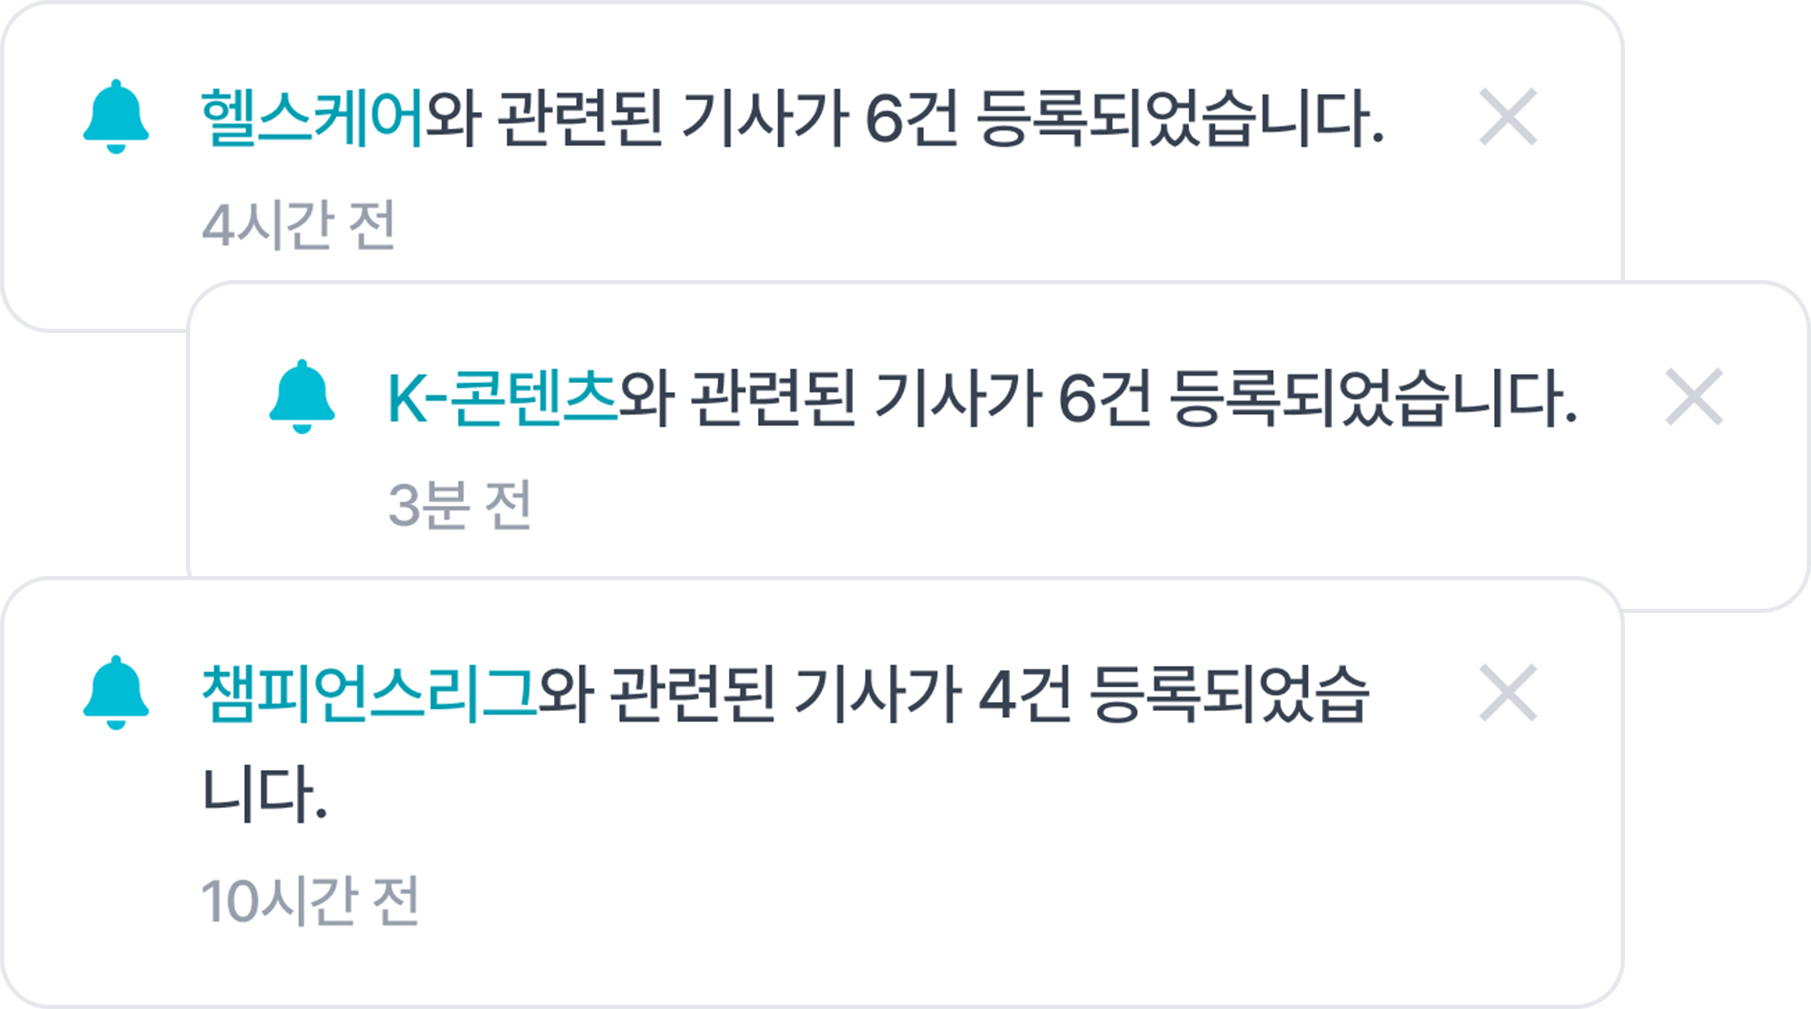 헬스케어와 관련된 기사가 6건 등록되었습니다.
4시간 전
K-콘텐츠와 관련된 기사가 6건 등록되었습니다.
3분 전
챔피언스리그와 관련된 기사가 4건 등록되었습
니다.
10시간 전